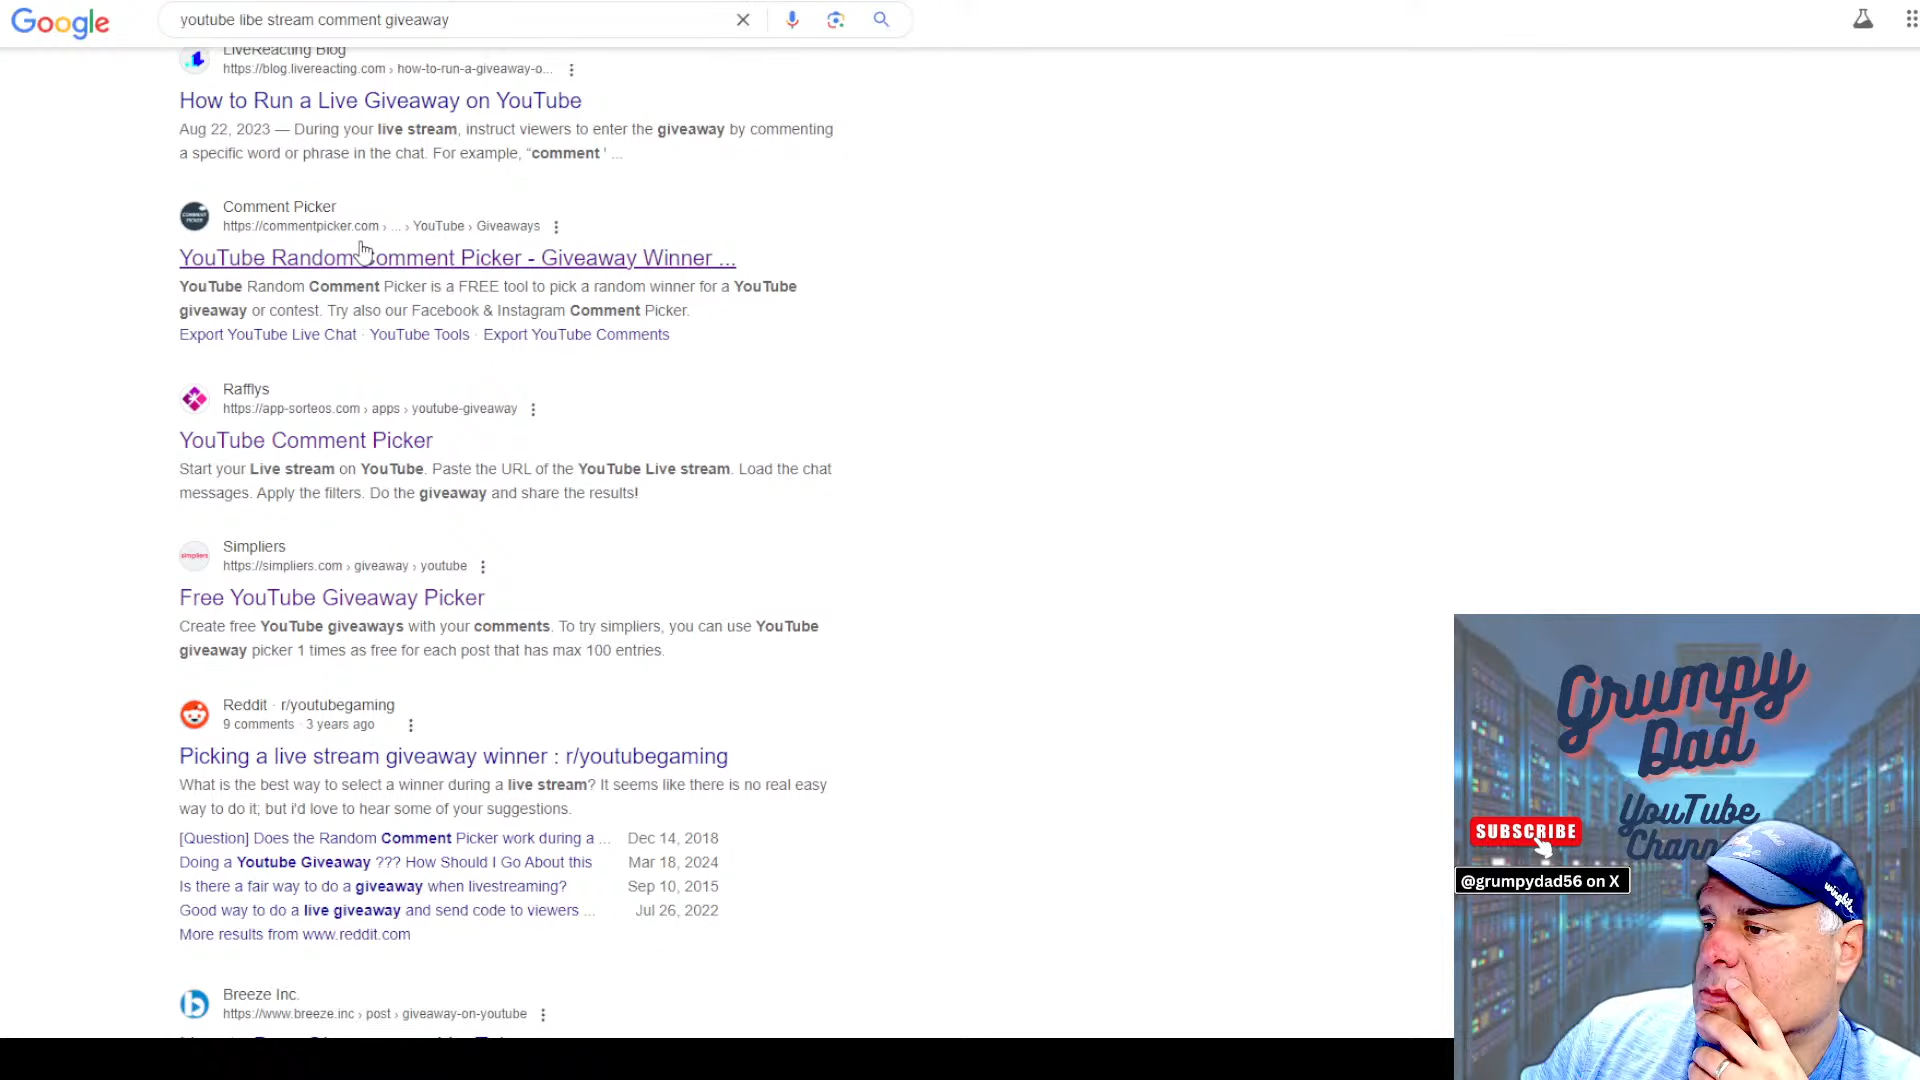 Google
youtube libe stream comment giveaway
LiveReacting Blog
https://blog.livereacting.com › how-to-run-a-giveaway-o...
How to Run a Live Giveaway on YouTube
Aug 22, 2023 — During your live stream, instruct viewers to enter the giveaway by commenting
a specific word or phrase in the chat. For example, “comment ' ...
Comment Picker
https://commentpicker.com › ... › YouTube › Giveaways
YouTube Random Comment Picker - Giveaway Winner ...
YouTube Random Comment Picker is a FREE tool to pick a random winner for a YouTube
giveaway or contest. Try also our Facebook & Instagram Comment Picker.
Export YouTube Live Chat · YouTube Tools · Export YouTube Comments
Rafflys
https://app-sorteos.com › apps › youtube-giveaway
YouTube Comment Picker
Start your Live stream on YouTube. Paste the URL of the YouTube Live stream. Load the chat
messages. Apply the filters. Do the giveaway and share the results!
simpliers
Simpliers
https://simpliers.com › giveaway › youtube
Free YouTube Giveaway Picker
Create free YouTube giveaways with your comments. To try simpliers, you can use YouTube
giveaway picker 1 times as free for each post that has max 100 entries.
Reddit · r/youtubegaming
9 comments · 3 years ago
Picking a live stream giveaway winner : r/youtubegaming
What is the best way to select a winner during a live stream? It seems like there is no real easy
way to do it; but i'd love to hear some of your suggestions.
[Question] Does the Random Comment Picker work during a ... Dec 14, 2018
Doing a Youtube Giveaway ??? How Should I Go About this Mar 18, 2024
Is there a fair way to do a giveaway when livestreaming? Sep 10, 2015
Good way to do a live giveaway and send code to viewers ... Jul 26, 2022
More results from www.reddit.com
Breeze Inc.
https://www.breeze.inc › post › giveaway-on-youtube
Grumpy
Dad
YouTube
SUBSCRIBE
@grumpydad56 on X